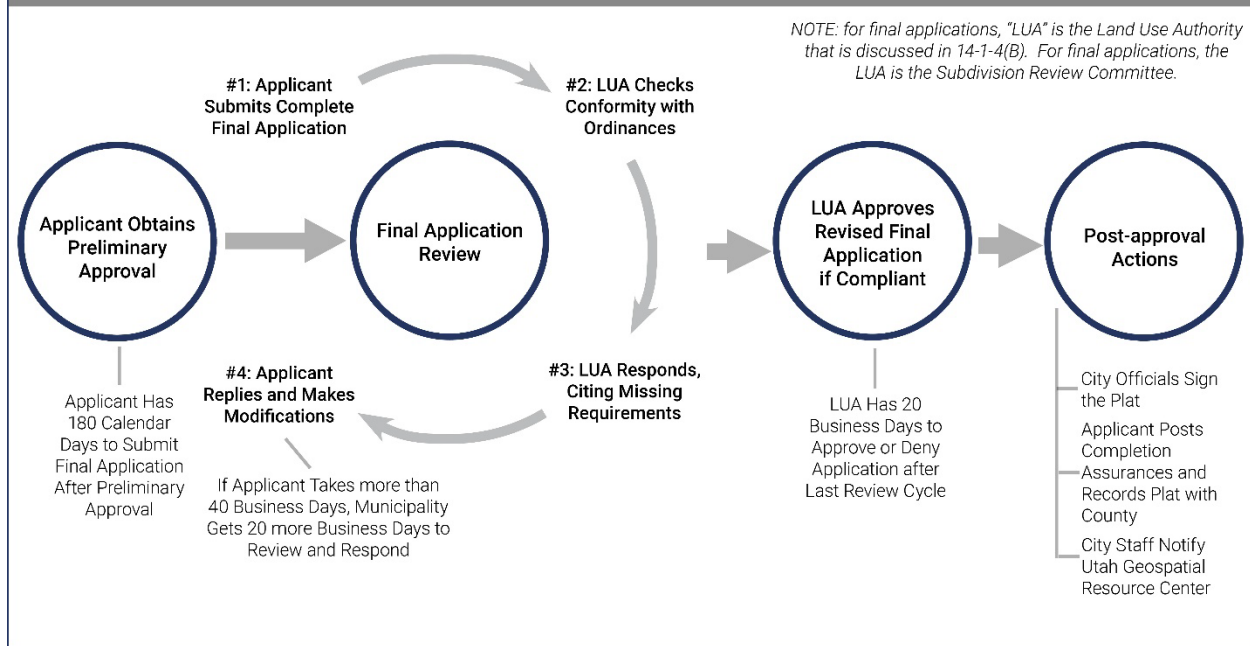 NOTE: for final applications, “LUA” is the Land Use Authority
that is discussed in 14-1-4(B).  For final applications, the
LUA is the Subdivision Review Committee.
#1: Applicant
Submits Complete
Final Application
#2: LUA Checks
Conformity with
Ordinances
Applicant Obtains
Preliminary
Approval
Final Application
Review
LUA Approves
Revised Final
Application
if Compliant
Post-approval
Actions
#3: LUA Responds,
Citing Missing
Requirements
#4: Applicant
Replies and Makes
Modifications
Applicant Has
180 Calendar
Days to Submit
Final Application
After Preliminary
Approval
If Applicant Takes more than
40 Business Days, Municipality
Gets 20 more Business Days to
Review and Respond
LUA Has 20
Business Days to
Approve or Deny
Application after
Last Review Cycle
City Officials Sign
the Plat
Applicant Posts
Completion
Assurances and
Records Plat with
County
City Staff Notify
Utah Geospatial
Resource Center